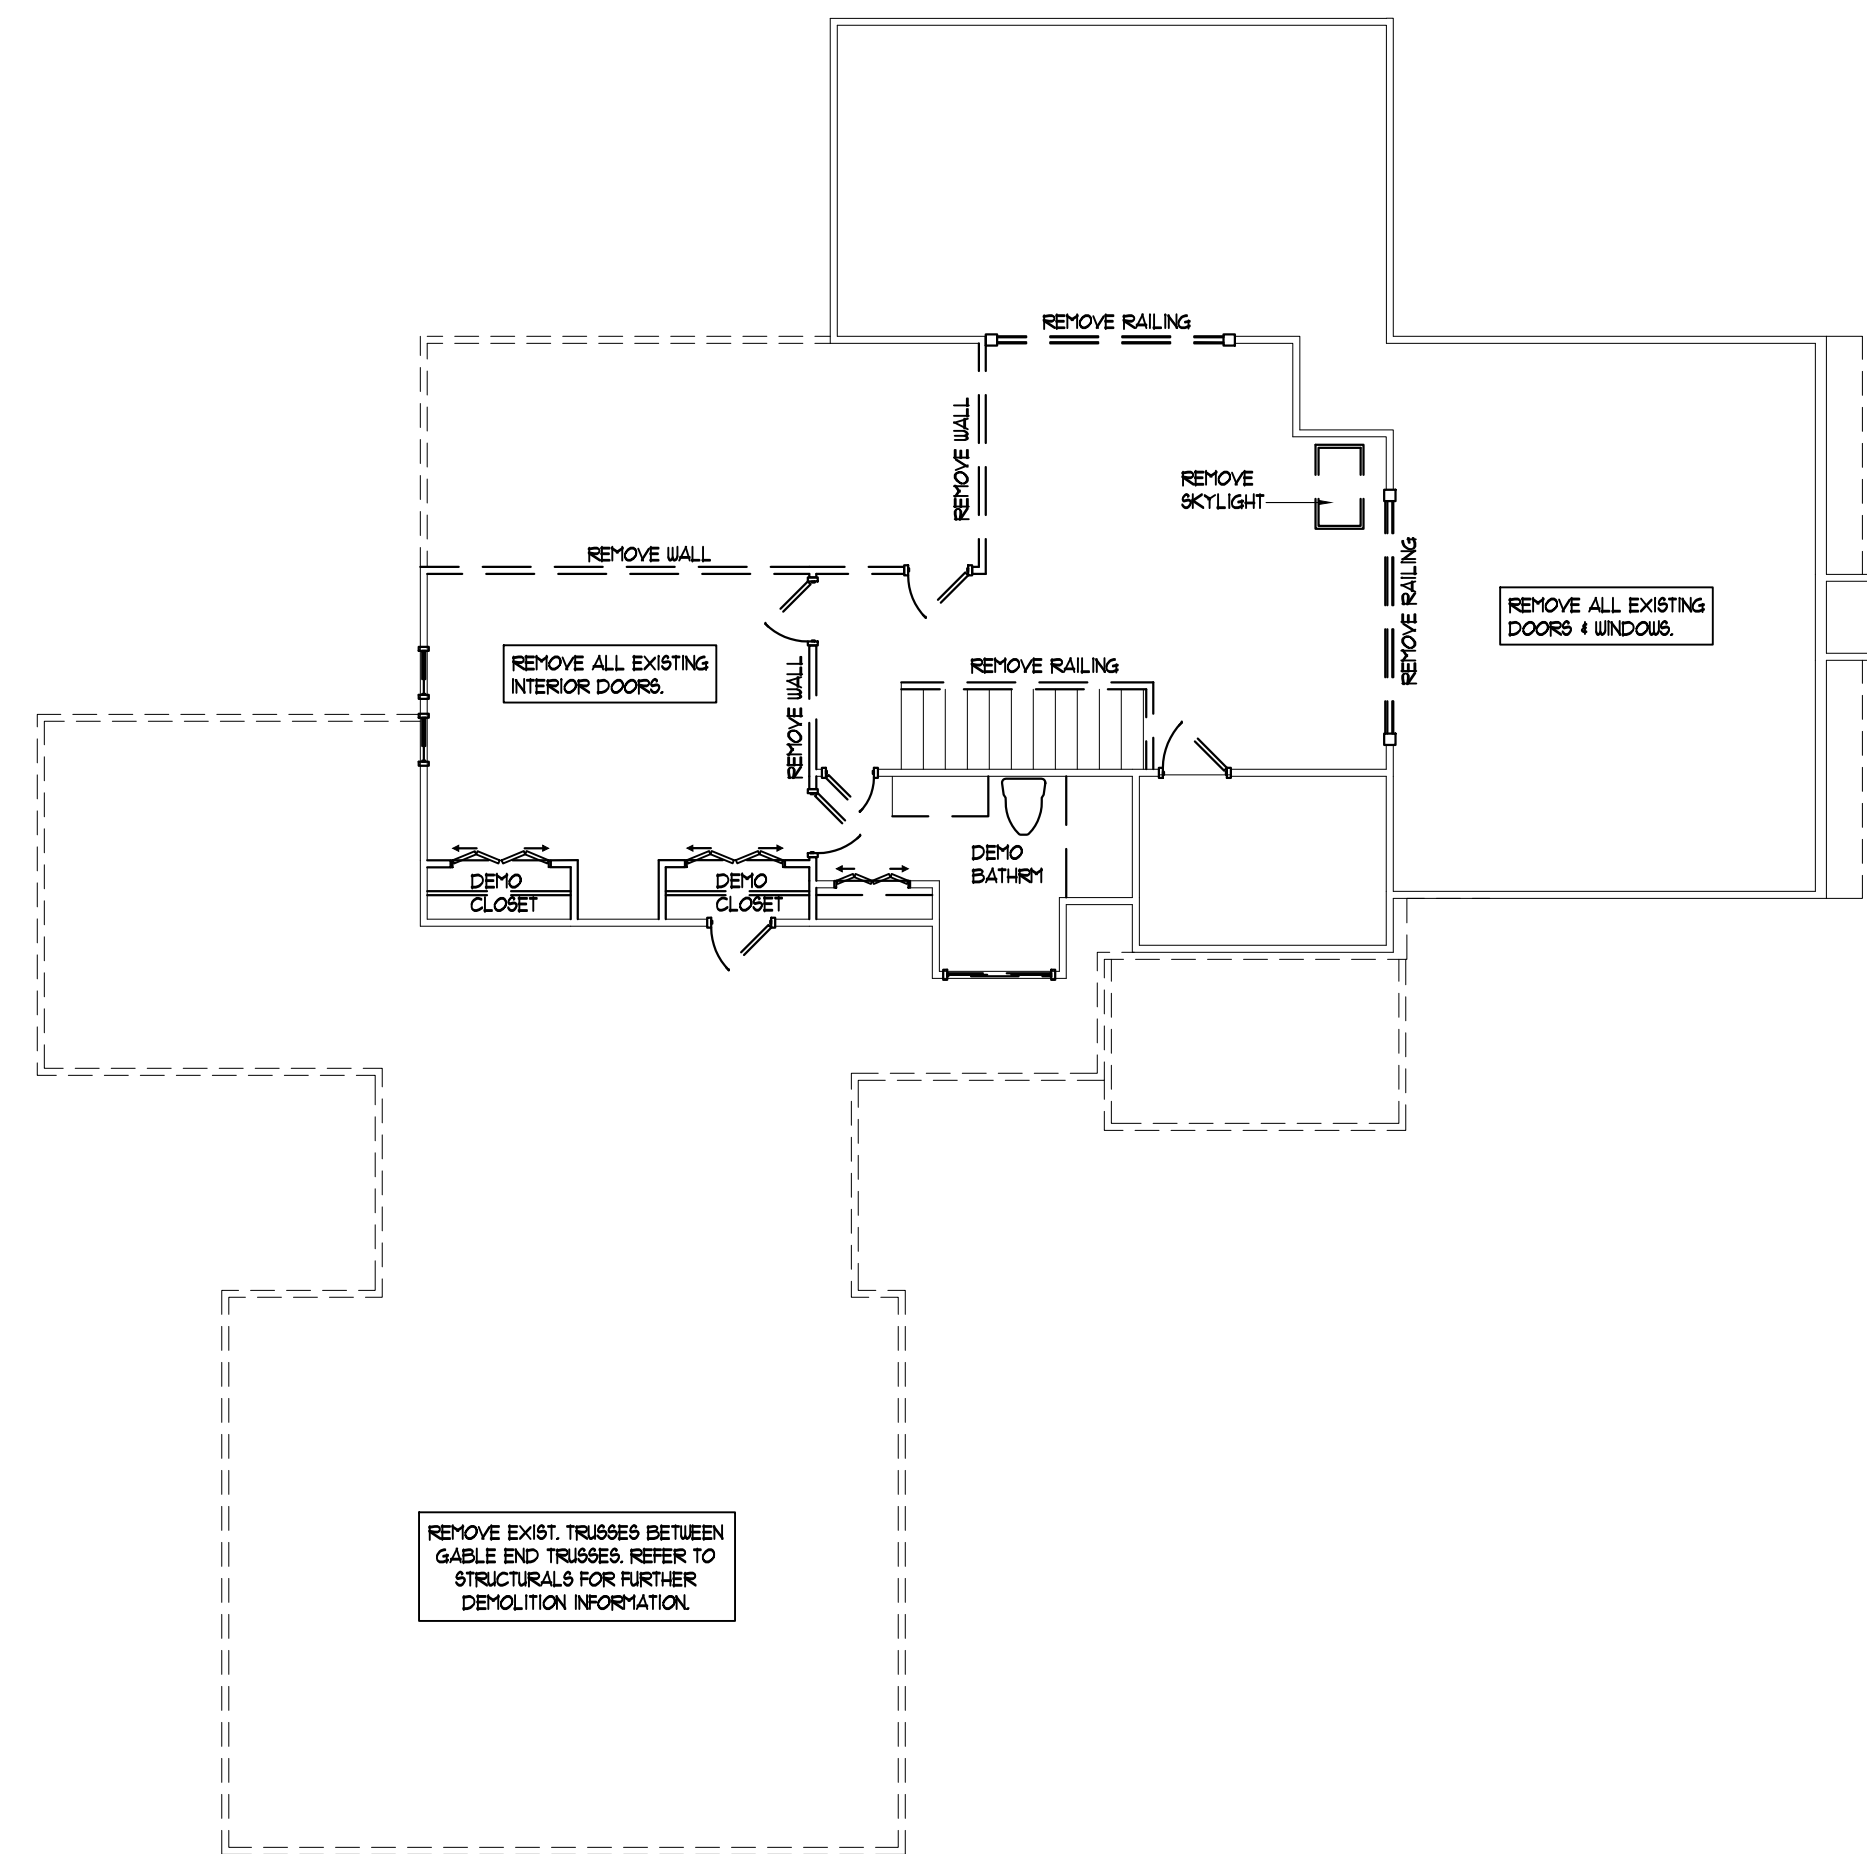 REMOVE RAILING
REMOVE WALL
REMOVE
SKYLIGHT
REMOVE WALL
REMOVE RAILING
REMOVE ALL EXISTING
DOORS & WINDOWS.
REMOVE ALL EXISTING
INTERIOR DOORS.
REMOVE WALL
REMOVE RAILING
DEMO
BATHRM
DEMO
CLOSET
DEMO
CLOSET
REMOVE EXIST. TRUSSES BETWEEN
GABLE END TRUSSES. REFER TO
STRUCTURALS FOR FURTHER
DEMOLITION INFORMATION.